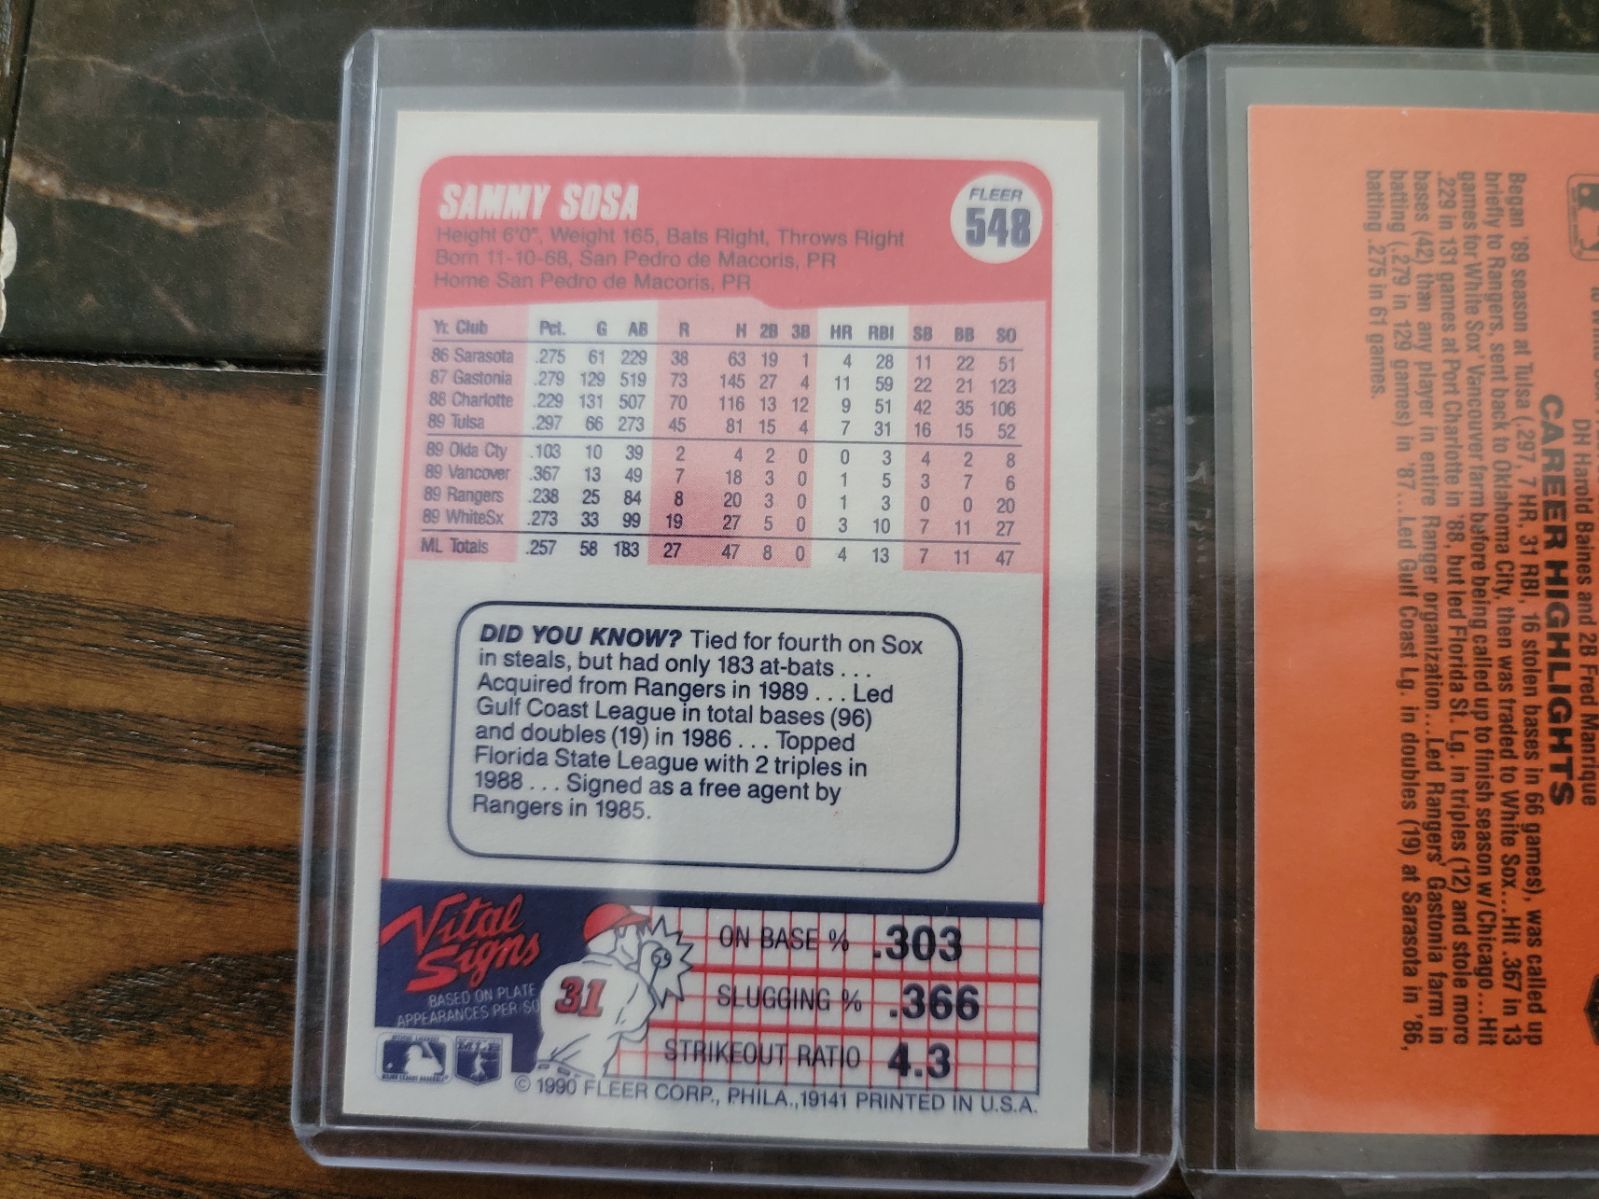 SAMMY SOSA
FLEER
548
Height 6'0", Weight 165, Bats Right, Throws Right
Born 11-10-68, San Pedro de Macoris, PR
Home San Pedro de Macoris, PR
Yr. Club Pct. G AB R H 2B 3B HR RBI SB BB SO
86 Sarasota .275 61 229 38 63 19 1 4 28 11 22 51
87 Gastonia .279 129 519 73 145 27 4 11 59 22 21 123
88 Charlotte .229 131 507 70 116 13 12 9 51 42 35 106
89 Tulsa .297 66 273 45 81 15 4 7 31 16 15 52
89 Okla Cty .103 10 39 2 4 2 0 0 3 4 2 8
89 Vancover .367 13 49 7 18 3 0 1 5 3 7 6
89 Rangers .238 25 84 8 20 3 0 1 3 0 0 20
89 WhiteSx .273 33 99 19 27 5 0 3 10 7 11 27
ML Totals .257 58 183 27 47 8 0 4 13 7 11 47
DID YOU KNOW? Tied for fourth on Sox
in steals, but had only 183 at-bats . . .
Acquired from Rangers in 1989 . . . Led
Gulf Coast League in total bases (96)
and doubles (19) in 1986 . . . Topped
Florida State League with 2 triples in
1988 . . . Signed as a free agent by
Rangers in 1985.
Vital
Signs
BASED ON PLATE
APPEARANCES PER SO
31
ON BASE % .303
SLUGGING % .366
STRIKEOUT RATIO 4.3
© 1990 FLEER CORP., PHILA.,19141 PRINTED IN U.S.A.
DH Harold Baines and 2B Fred Manrique
CAREER HIGHLIGHTS
Began '89 season at Tulsa (.297, 7 HR, 31 RBI, 16 stolen bases in 66 games), was called up
briefly to Rangers, sent back to Oklahoma City, then was traded to White Sox...Hit .367 in 13
games for White Sox Vancouver farm before being called up to finish season w/Chicago...Hit
.229 in 131 games at Port Charlotte in '88, but led Florida St. Lg. in triples (12) and stole more
bases (42) than any player in entire Ranger organization...Led Rangers' Gastonia farm in
batting (.279 in 129 games) in '87...Led Gulf Coast Lg. in doubles (19) at Sarasota in '86,
batting .275 in 61 games.